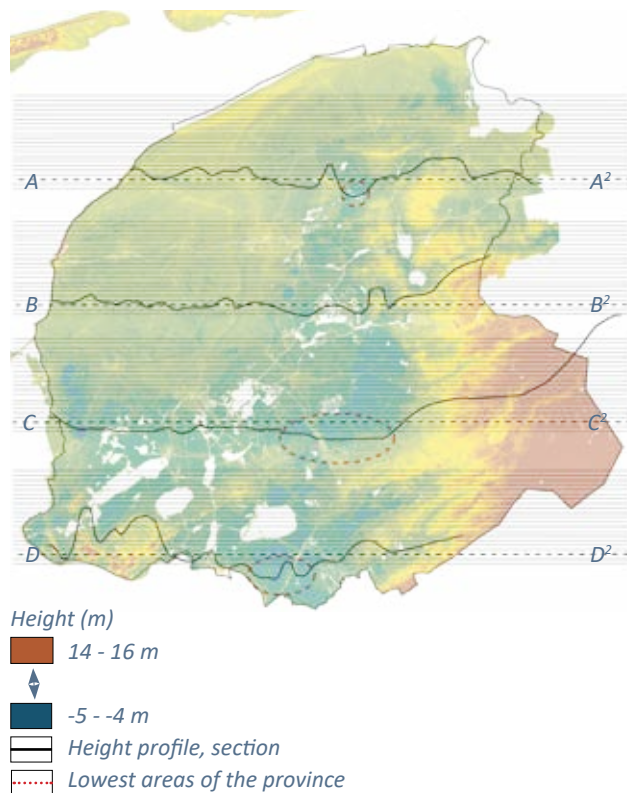 A A²
B B²
C C²
D D²
Height (m)
14 - 16 m
-5 - -4 m
Height profile, section
Lowest areas of the province